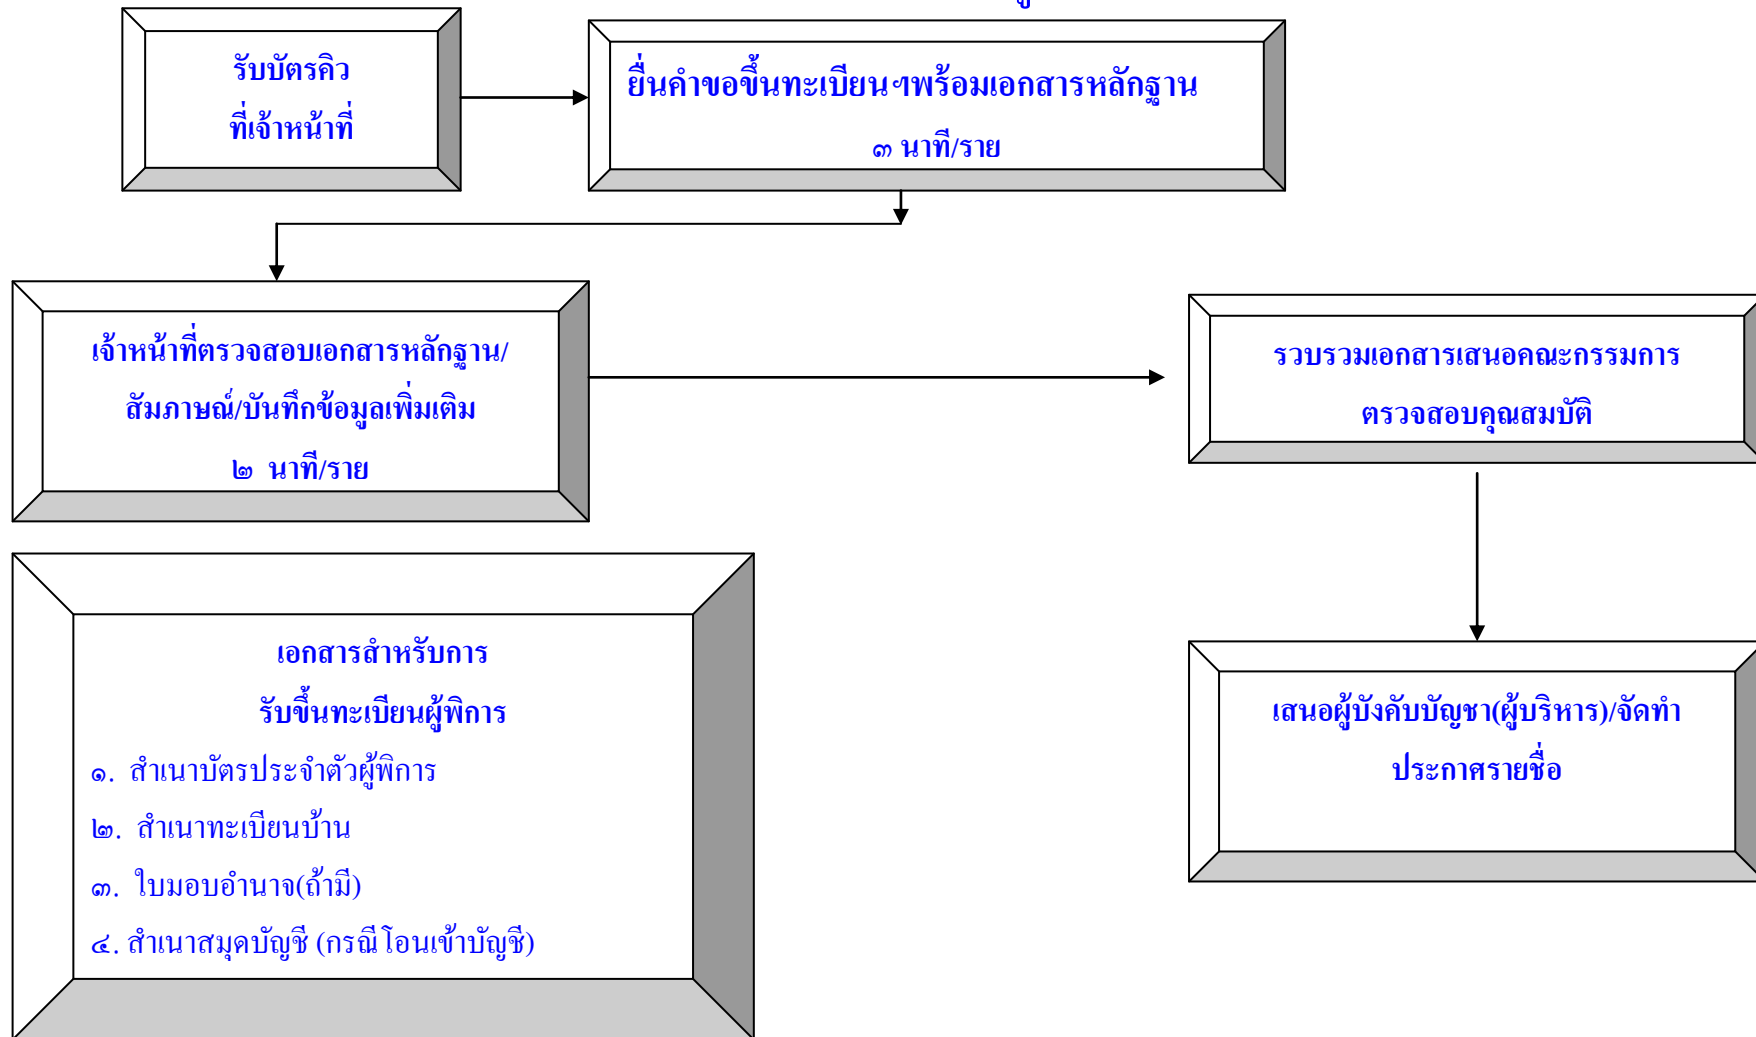 รับบัตรคิว
ที่เจ้าหน้าที่
ยื่นคำขอขึ้นทะเบียนฯพร้อมเอกสารหลักฐาน
๓ นาที/ราย
เจ้าหน้าที่ตรวจสอบเอกสารหลักฐาน/
สัมภาษณ์/บันทึกข้อมูลเพิ่มเติม
๒ นาที/ราย
รวบรวมเอกสารเสนอคณะกรรมการ
ตรวจสอบคุณสมบัติ
เสนอผู้บังคับบัญชา(ผู้บริหาร)/จัดทำ
ประกาศรายชื่อ
เอกสารสำหรับการ
รับขึ้นทะเบียนผู้พิการ
๑. สำเนาบัตรประจำตัวผู้พิการ
๒. สำเนาทะเบียนบ้าน
๓. ใบมอบอำนาจ(ถ้ามี)
๔. สำเนาสมุดบัญชี (กรณีโอนเข้าบัญชี)